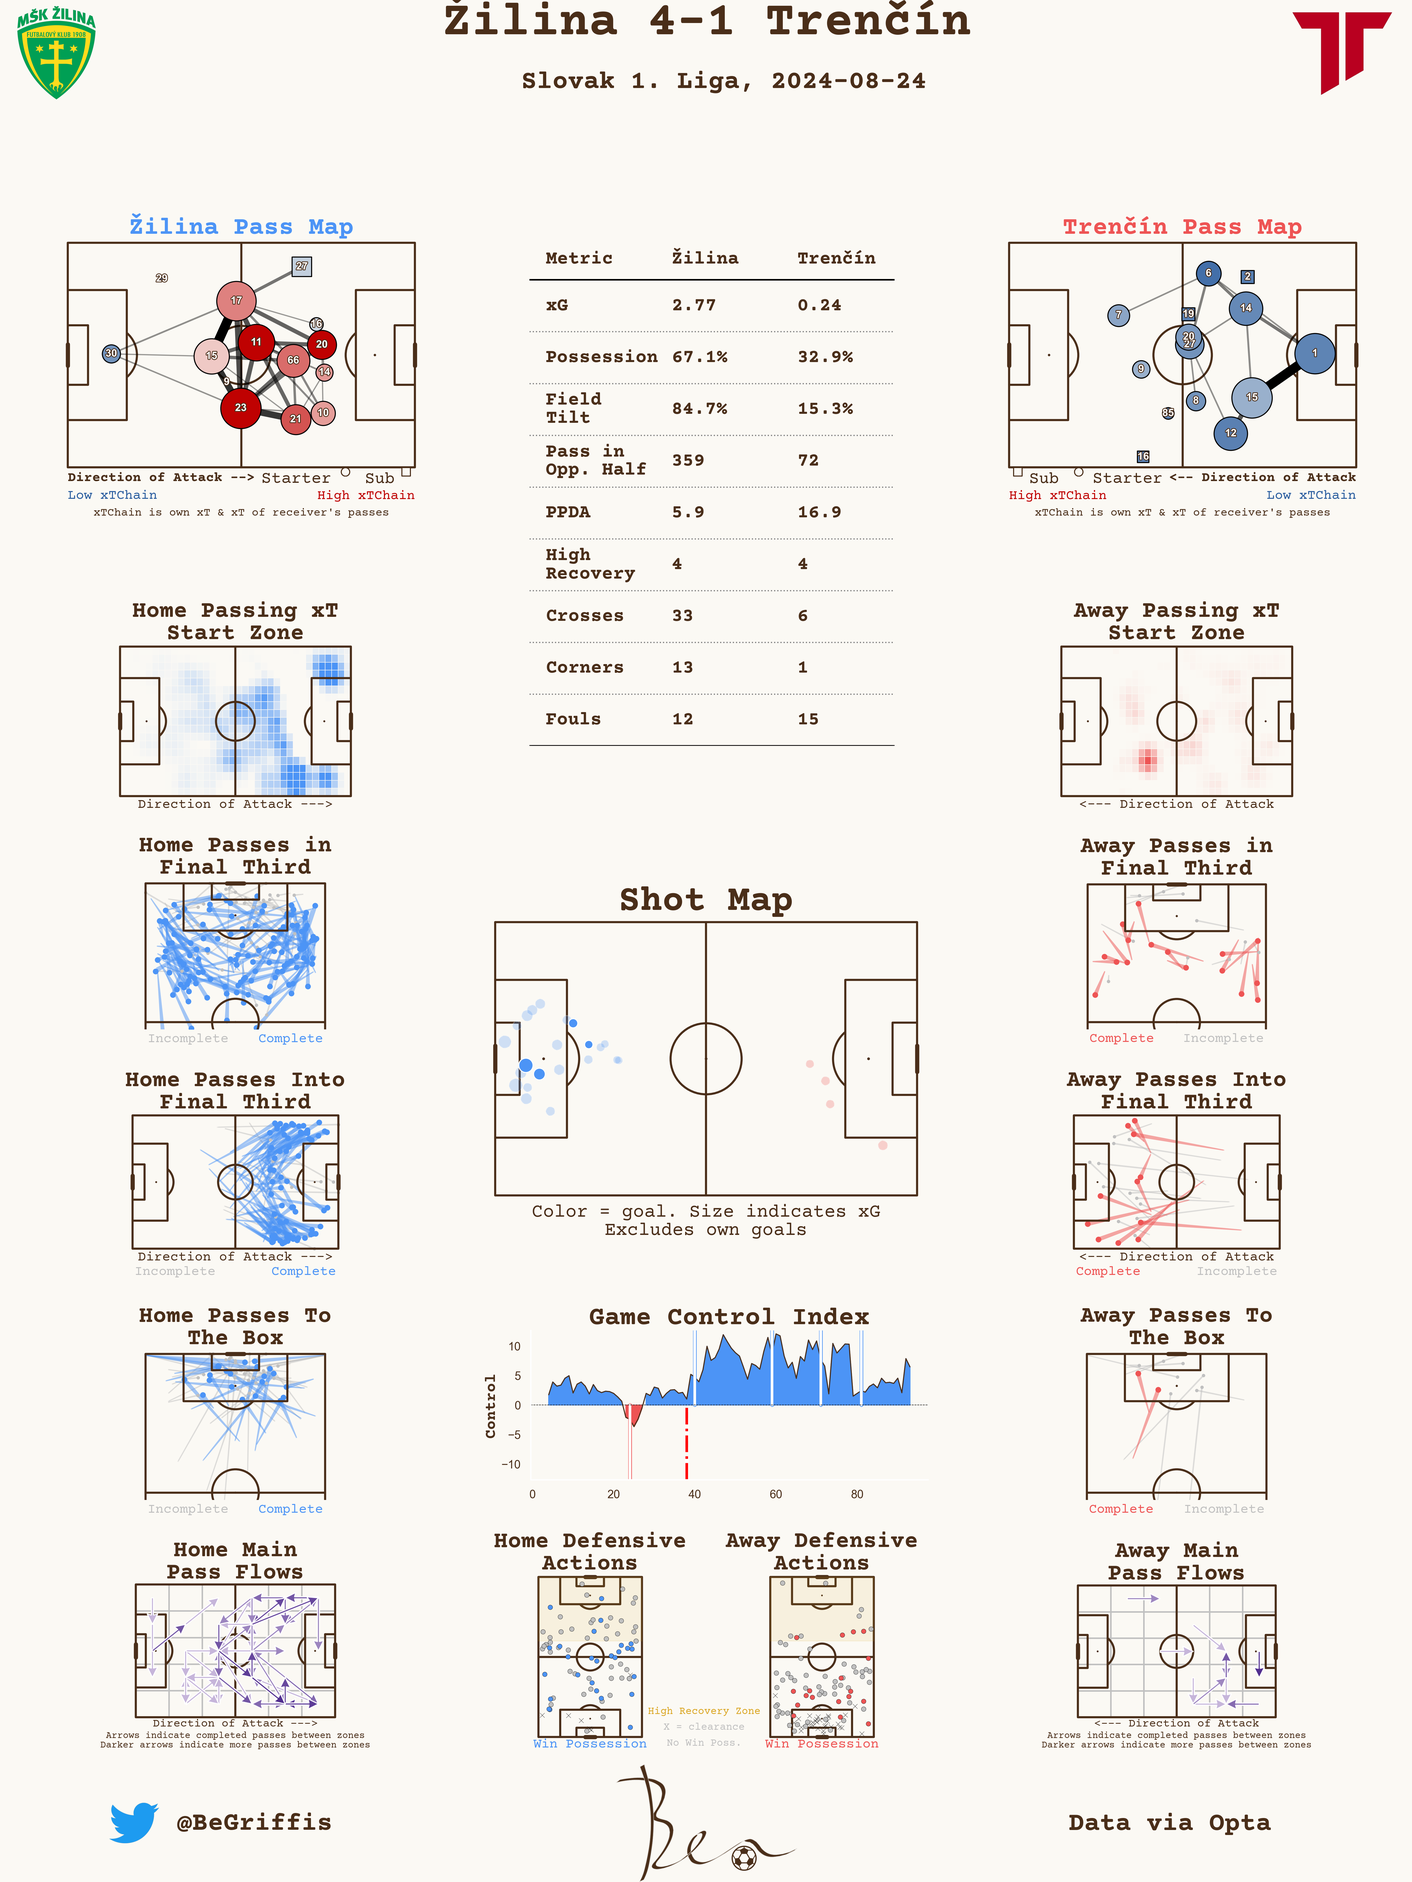 Žilina 4-1 Trenčín
Slovak 1. Liga, 2024-08-24
MŠK ŽILINA
FUTBALOVÝ KLUB 1908
Žilina Pass Map
27
29
17
16
11
20
15
66
30
14
9
23
21
10
Direction of Attack --> Starter Sub
Low xTChain High xTChain
xTChain is own xT & xT of receiver's passes
Metric Žilina Trenčín
xG 2.77 0.24
Possession 67.1% 32.9%
Field
Tilt 84.7% 15.3%
Pass in
Opp. Half 359 72
PPDA 5.9 16.9
High
Recovery 4 4
Crosses 33 6
Corners 13 1
Fouls 12 15
Trenčín Pass Map
6
2
14
7
19
20
27
1
9
15
8
85
12
16
Sub Starter <-- Direction of Attack
High xTChain Low xTChain
xTChain is own xT & xT of receiver's passes
Home Passing xT
Start Zone
Direction of Attack --->
Away Passing xT
Start Zone
<--- Direction of Attack
Home Passes in
Final Third
Incomplete Complete
Away Passes in
Final Third
Complete Incomplete
Shot Map
Color = goal. Size indicates xG
Excludes own goals
Home Passes Into
Final Third
Direction of Attack --->
Incomplete Complete
Away Passes Into
Final Third
<--- Direction of Attack
Complete Incomplete
Home Passes To
The Box
Incomplete Complete
Game Control Index
Control
10
5
0
−5
−10
0 20 40 60 80
Away Passes To
The Box
Complete Incomplete
Home Main
Pass Flows
Direction of Attack --->
Arrows indicate completed passes between zones
Darker arrows indicate more passes between zones
Home Defensive
Actions
Win Possession
High Recovery Zone
X = clearance
No Win Poss.
Away Defensive
Actions
Win Possession
Away Main
Pass Flows
<--- Direction of Attack
Arrows indicate completed passes between zones
Darker arrows indicate more passes between zones
@BeGriffis
Ben
Data via Opta